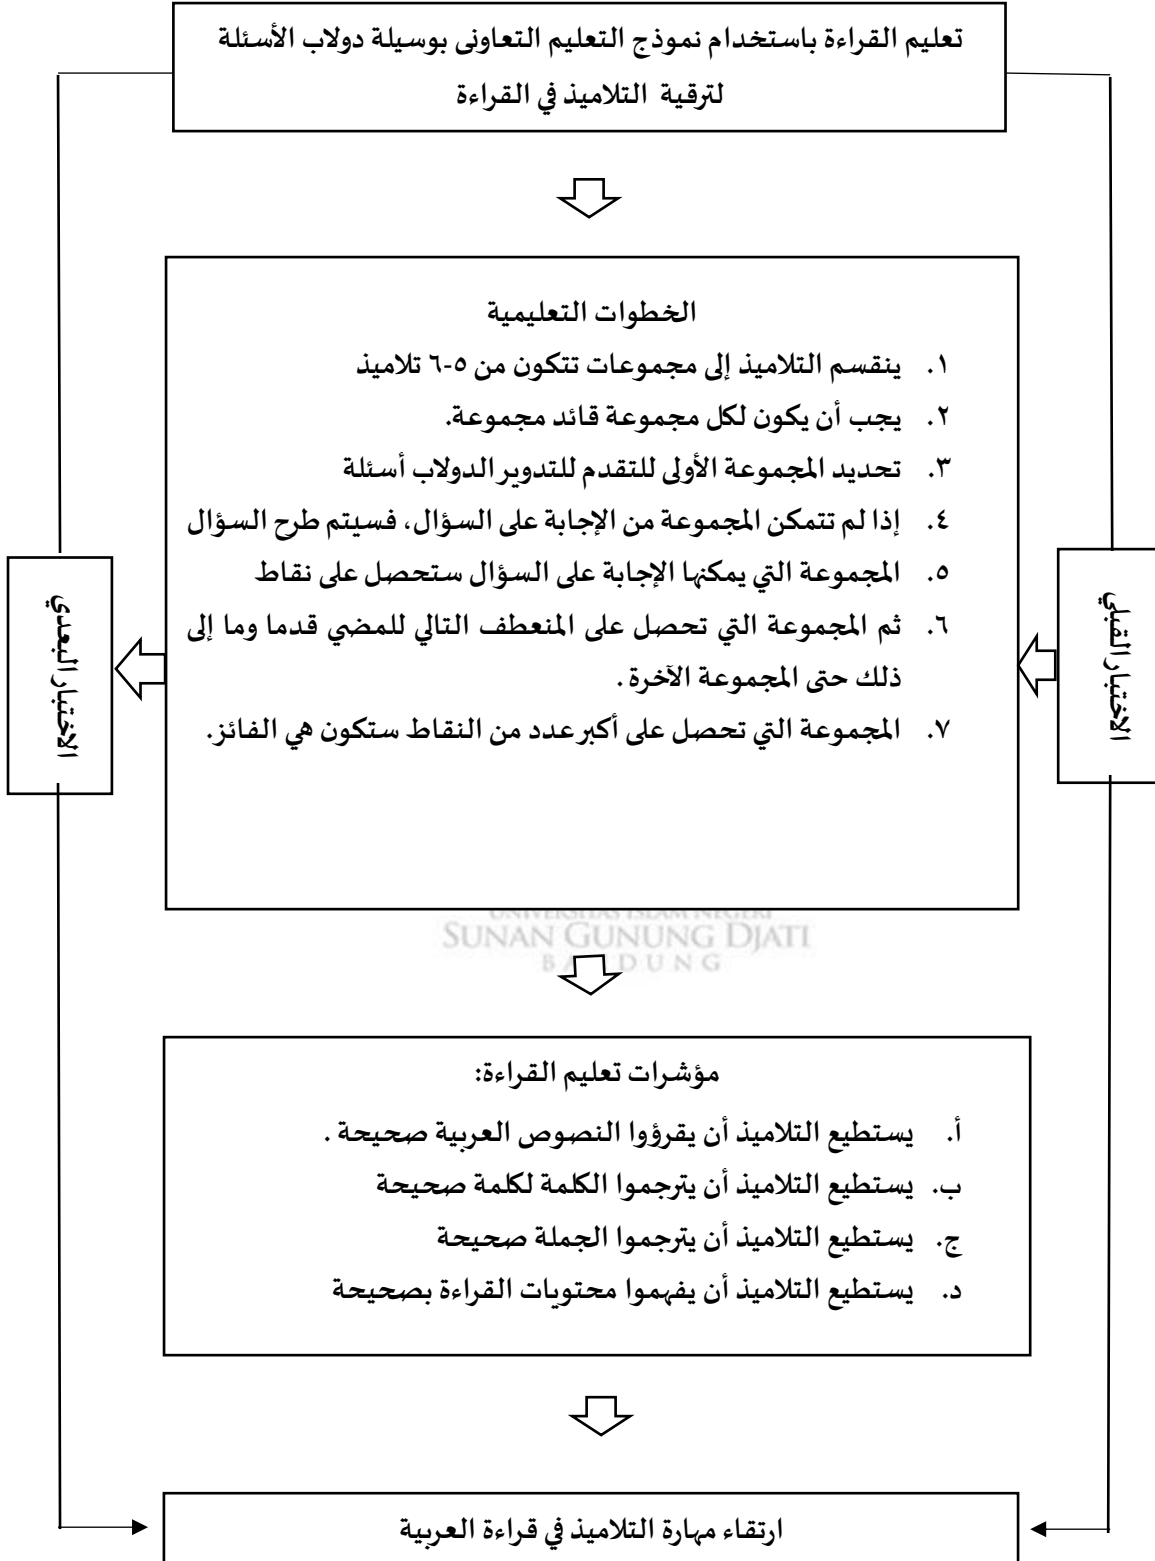 تعليم القراءة باستخدام نموذج التعليم التعاونى بوسيلة دولاب الأسئلة
لترقية التلاميذ في القراءة
الخطوات التعليمية
١. ينقسم التلاميذ إلى مجموعات تتكون من ٥-٦ تلاميذ
٢. يجب أن يكون لكل مجموعة قائد مجموعة.
٣. تحديد المجموعة الأولى للتقدم للتدوير الدولاب أسئلة
٤. إذا لم تتمكن المجموعة من الإجابة على السؤال، فسيتم طرح السؤال
٥. المجموعة التي يمكنها الإجابة على السؤال ستحصل على نقاط
٦. ثم المجموعة التي تحصل على المنعطف التالي للمضي قدما وما إلى
ذلك حتى المجموعة الآخرة .
٧. المجموعة التي تحصل على أكبر عدد من النقاط ستكون هي الفائز.
الاختبار القبلي
الاختبار البعدي
UNIVERSITAS ISLAM NEGERI
SUNAN GUNUNG DJATI
مؤشرات تعليم القراءة:
أ. يستطيع التلاميذ أن يقرؤوا النصوص العربية صحيحة .
ب. يستطيع التلاميذ أن يترجموا الكلمة لكلمة صحيحة
ج. يستطيع التلاميذ أن يترجموا الجملة صحيحة
د. يستطيع التلاميذ أن يفهموا محتويات القراءة بصحيحة
ارتقاء مهارة التلاميذ في قراءة العربية